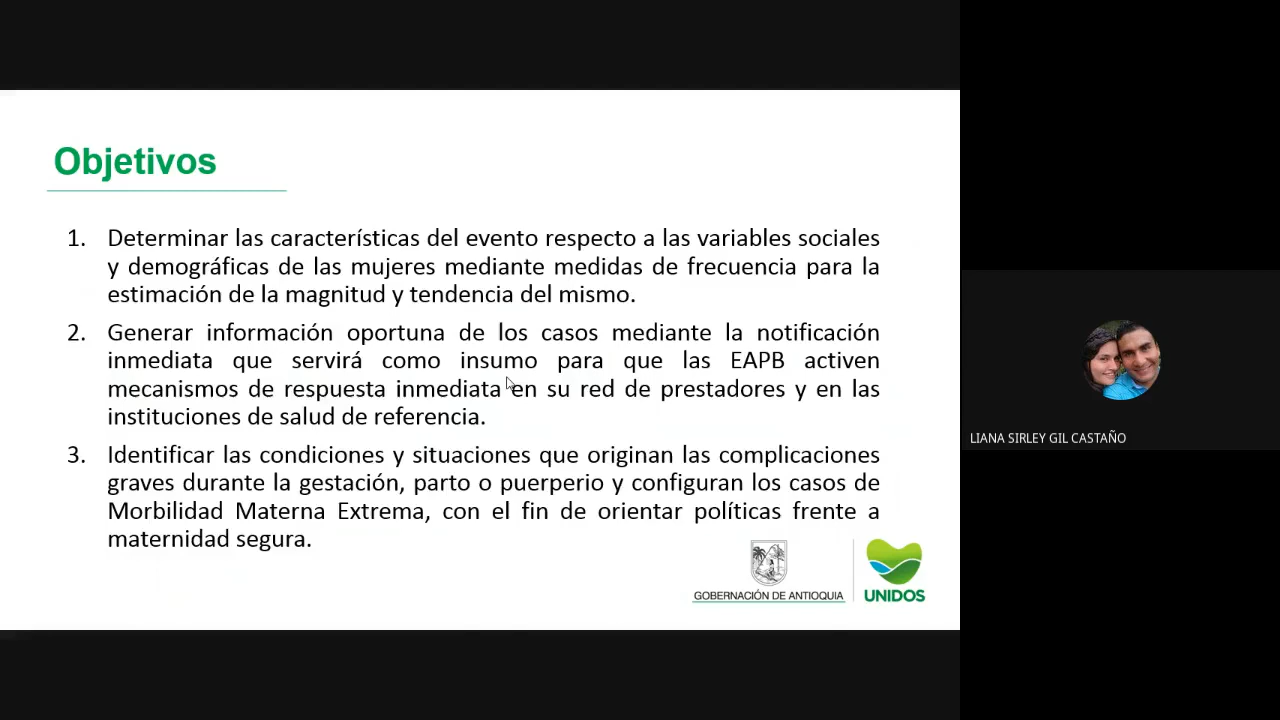 Objetivos
1. Determinar las características del evento respecto a las variables sociales
y demográficas de las mujeres mediante medidas de frecuencia para la
estimación de la magnitud y tendencia del mismo.
2. Generar información oportuna de los casos mediante la notificación
inmediata que servirá como insumo para que las EAPB activen
mecanismos de respuesta inmediata en su red de prestadores y en las
instituciones de salud de referencia.
3. Identificar las condiciones y situaciones que originan las complicaciones
graves durante la gestación, parto o puerperio y configuran los casos de
Morbilidad Materna Extrema, con el fin de orientar políticas frente a
maternidad segura.
GOBERNACIÓN DE ANTIOQUIA
UNIDOS
LIANA SIRLEY GIL CASTAÑO